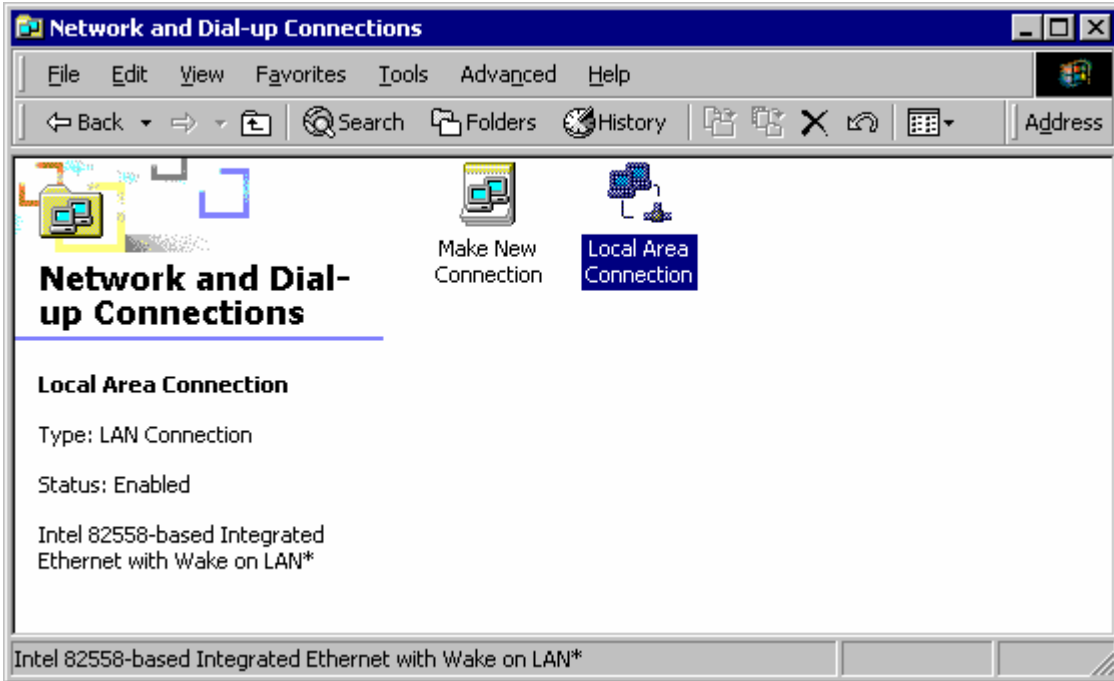 Network and Dial-up Connections
File Edit View Favorites Tools Advanced Help
Back Search Folders History Address
Make New
Connection
Local Area
Connection
Network and Dial-
up Connections
Local Area Connection
Type: LAN Connection
Status: Enabled
Intel 82558-based Integrated
Ethernet with Wake on LAN*
Intel 82558-based Integrated Ethernet with Wake on LAN*